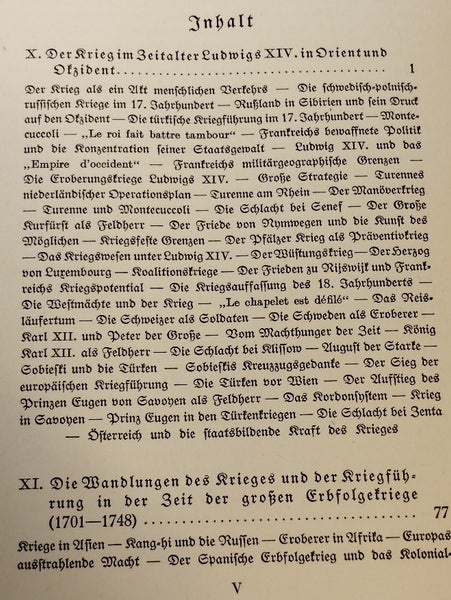 Inhalt
X. Der Krieg im Zeitalter Ludwigs XIV. in Orient und
Okzident.................................. 1
Der Krieg als ein Akt menschlichen Verkehrs — Die schwedisch-polnisch-
russischen Kriege im 17. Jahrhundert — Rußland in Sibirien und sein Druck
auf den Okzident — Die türkische Kriegführung im 17. Jahrhundert — Monte-
cuccoli — „Le roi fait battre tambour“ — Frankreichs bewaffnete Politik
und die Konzentration seiner Staatsgewalt — Ludwig XIV. und das
„Empire d'occident“ — Frankreichs militärgeographische Grenzen —
Die Eroberungskriege Ludwigs XIV. — Große Strategie — Turennes
niederländischer Operationsplan — Turenne am Rhein — Der Manöverkrieg
— Turenne und Montecuccoli — Die Schlacht bei Senef — Der Große
Kurfürst als Feldherr — Der Friede von Nymwegen und die Kunst des
Möglichen — Kriegsfeste Grenzen — Der Pfälzer Krieg als Präventivkrieg
— Das Kriegswesen unter Ludwig XIV. — Der Wüstungskrieg — Der Herzog
von Luxembourg — Koalitionskriege — Der Frieden zu Rijswijk und Frank-
reichs Kriegspotential — Die Kriegsauffassung des 18. Jahrhunderts —
Die Westmächte und der Krieg — „Le chapelet est défilé“ — Das Reis-
läufertum — Die Schweizer als Soldaten — Die Schweden als Eroberer —
Karl XII. und Peter der Große — Vom Machthunger der Zeit — König
Karl XII. als Feldherr — Die Schlacht bei Klissow — August der Starke —
Sobieski und die Türken — Sobieskis Kreuzzugsgedanke — Der Sieg der
europäischen Kriegführung — Die Türken vor Wien — Der Aufstieg des
Prinzen Eugen von Savoyen als Feldherr — Das Kordonsystem — Krieg
in Savoyen — Prinz Eugen in den Türkenkriegen — Die Schlacht bei Zenta
— Österreich und die staatsbildende Kraft des Krieges
XI. Die Wandlungen des Krieges und der Kriegfüh-
rung in der Zeit der großen Erbfolgekriege
(1701—1748) .................................. 77
Kriege in Asien — Kang-hi und die Russen — Eroberer in Afrika — Europas
ausstrahlende Macht — Der Spanische Erbfolgekrieg und das Kolonial-
V